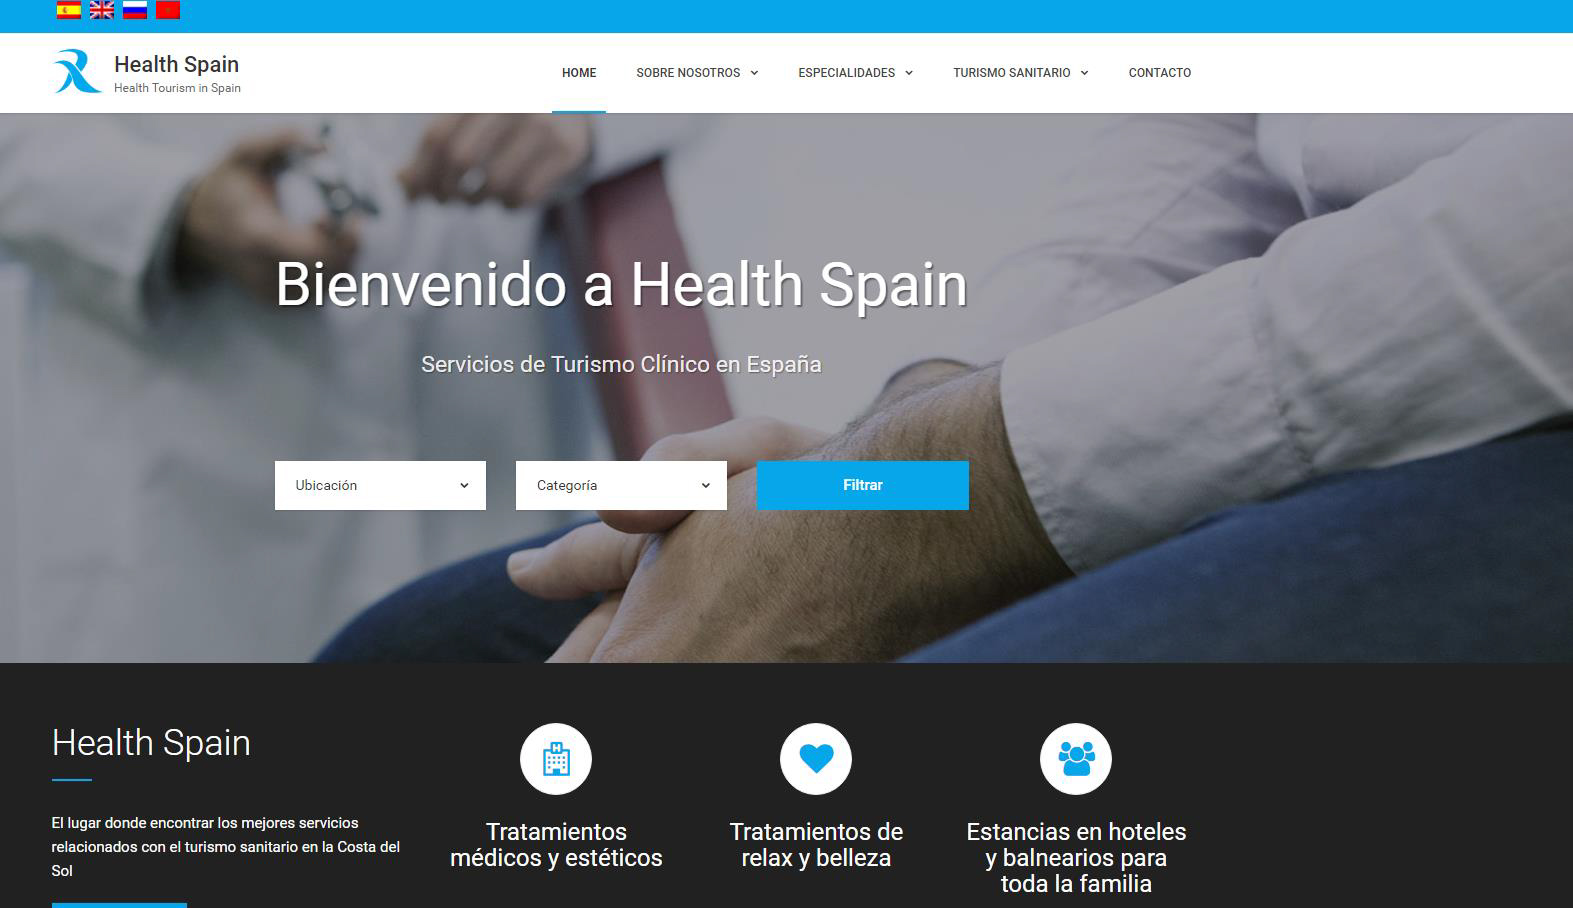 Health Spain
Health Tourism in Spain
HOME
SOBRE NOSOTROS
ESPECIALIDADES
TURISMO SANITARIO
CONTACTO
Bienvenido a Health Spain
Servicios de Turismo Clínico en España
Ubicación
Categoría
Filtrar
Health Spain
El lugar donde encontrar los mejores servicios
relacionados con el turismo sanitario en la Costa del
Sol
H
Tratamientos
médicos y estéticos
Tratamientos de
relax y belleza
Estancias en hoteles
y balnearios para
toda la familia